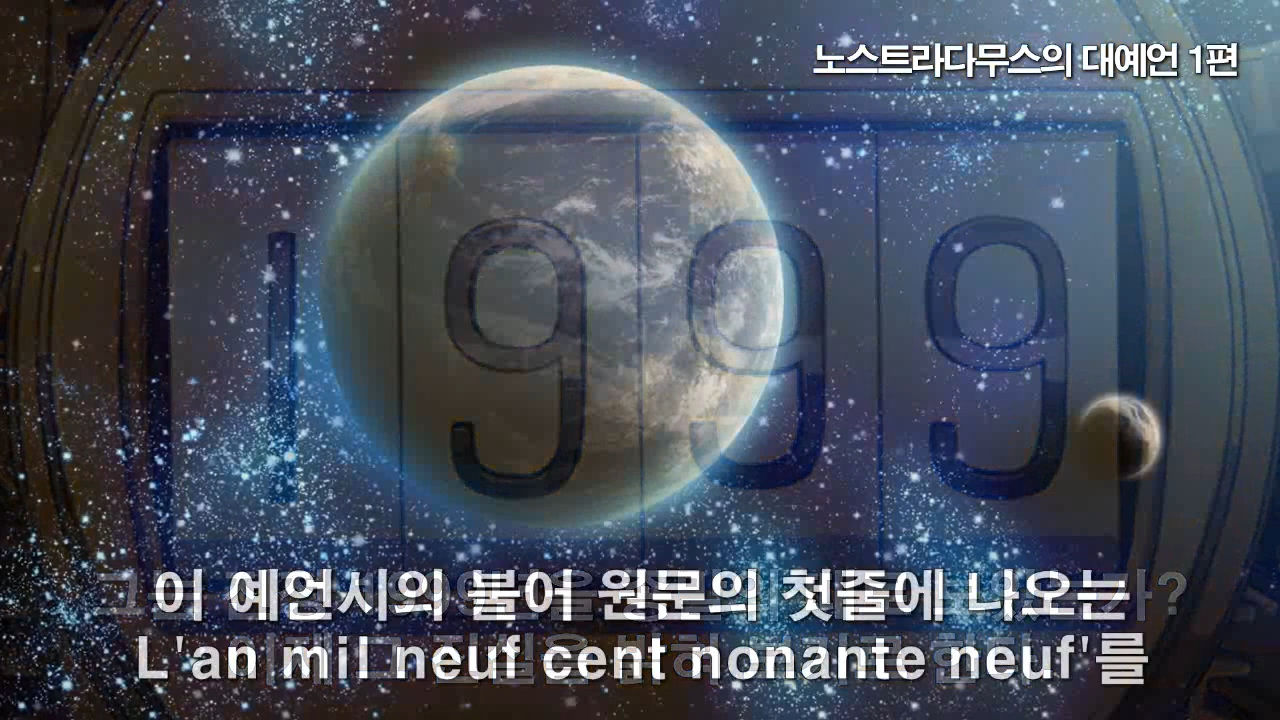 노스트라다무스의 대예언 1편
1999
이 예언시의 불어 원문의 첫줄에 나오는
L'an mil neuf cent nonante neuf'를